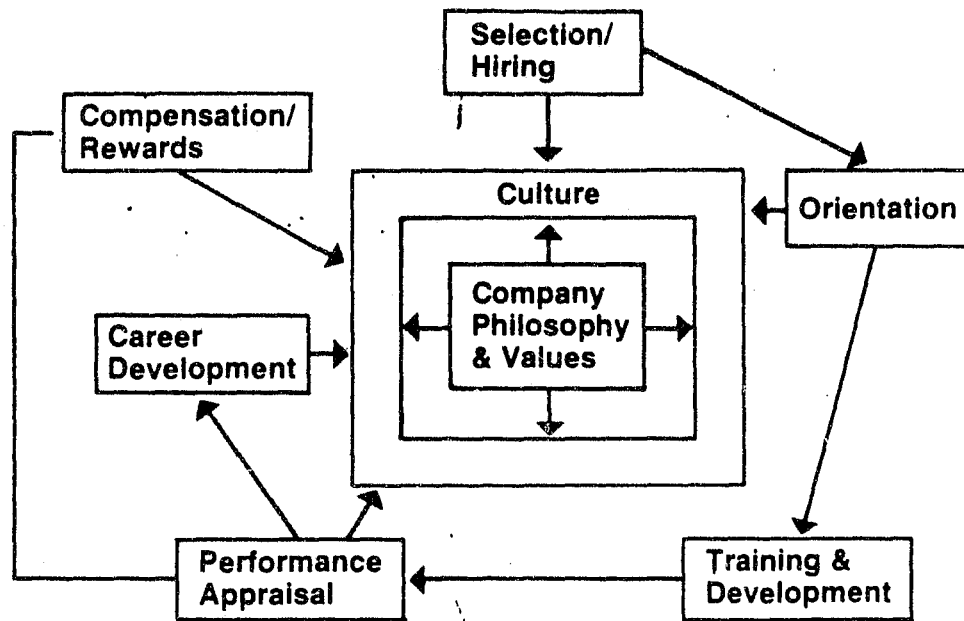 Selection/
Hiring
Compensation/
Rewards
Culture
Orientation
Company
Philosophy
& Values
Career
Development
Performance
Appraisal
Training &
Development